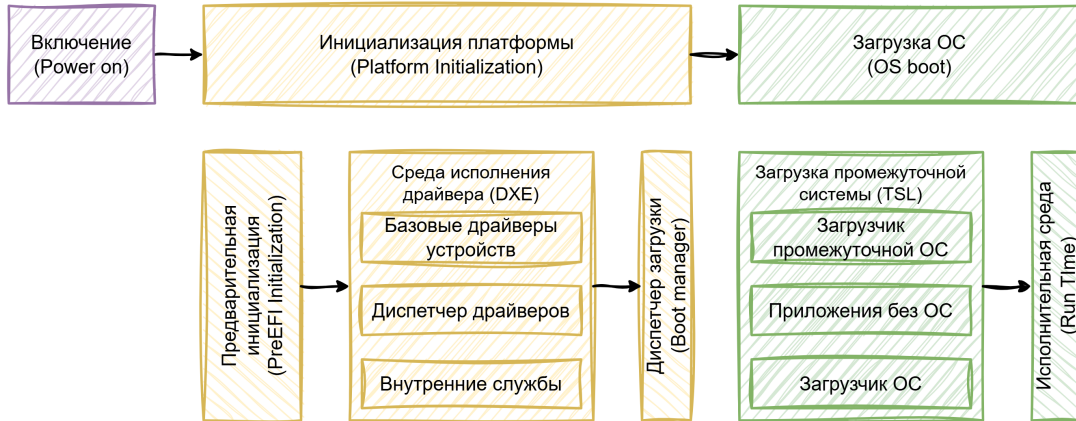 Включение
(Power on)
Инициализация платформы
(Platform Initialization)
Загрузка ОС
(OS boot)
Предварительная
инициализация
(PreEFI Initialization)
Среда исполнения
драйвера (DXE)
Базовые драйверы
устройств
Диспетчер драйверов
Внутренние службы
Диспетчер загрузки
(Boot manager)
Загрузка промежуточной
системы (TSL)
Загрузчик
промежуточной ОС
Приложения без ОС
Загрузчик ОС
Исполнительная среда
(Run TIme)